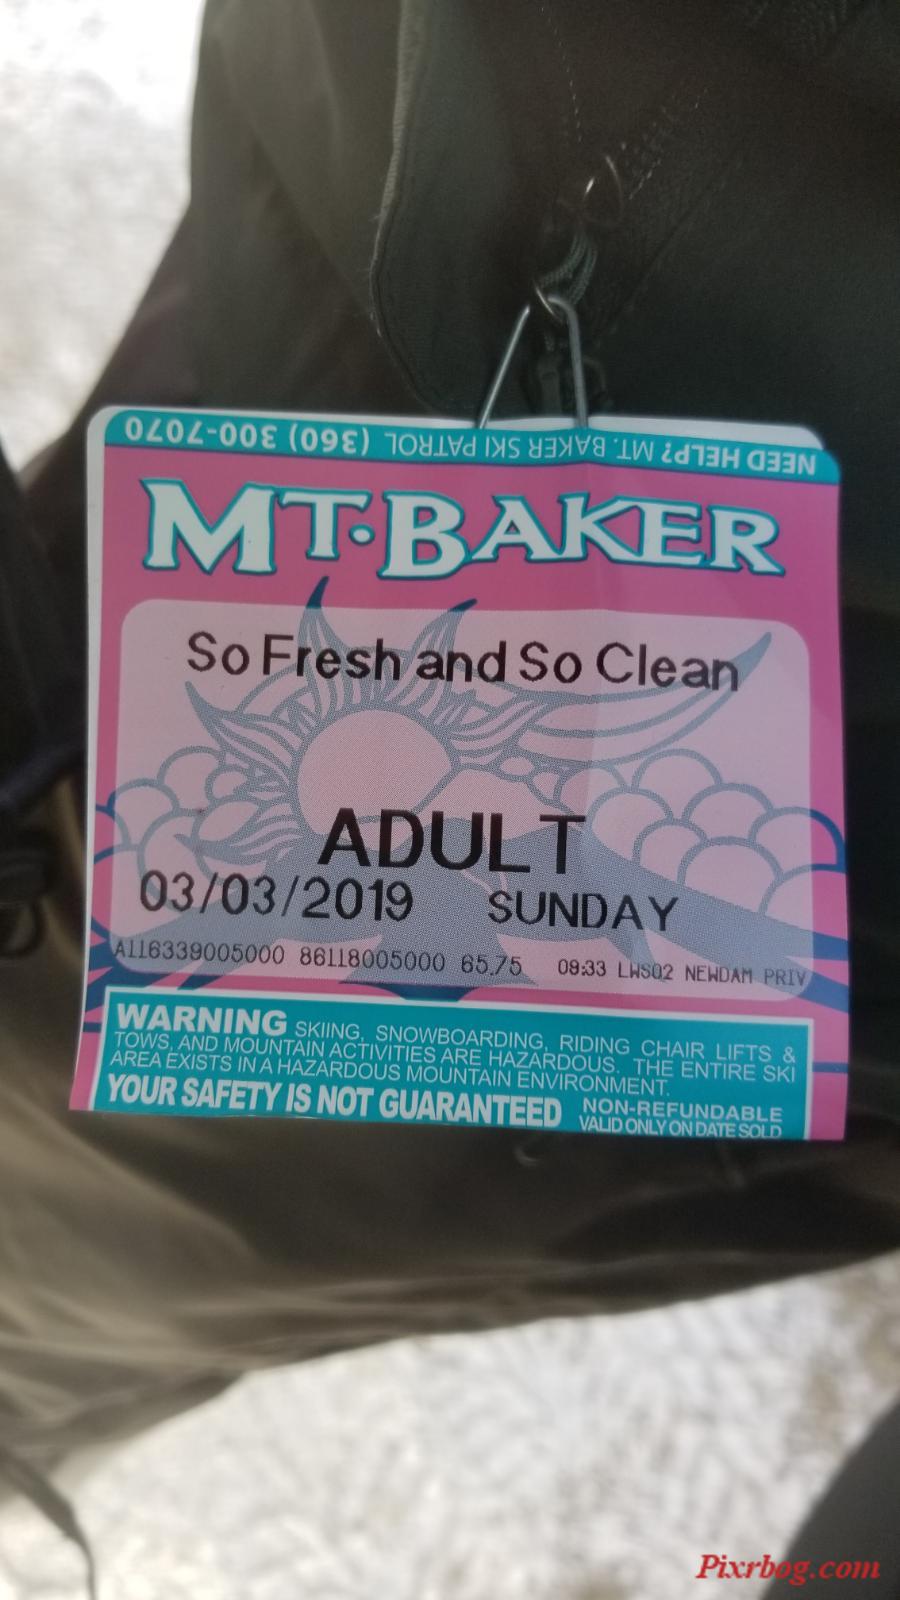 NEED HELP? MT. BAKER SKI PATROL (360) 300-7070
MT·BAKER
So Fresh and So Clean
ADULT
03/03/2019 SUNDAY
A116339005000 86118005000 65.75 09:33 LWS02 NEWDAM PRIV
WARNING SKIING, SNOWBOARDING, RIDING CHAIR LIFTS &
TOWS, AND MOUNTAIN ACTIVITIES ARE HAZARDOUS. THE ENTIRE SKI
AREA EXISTS IN A HAZARDOUS MOUNTAIN ENVIRONMENT.
YOUR SAFETY IS NOT GUARANTEED NON-REFUNDABLE
VALID ONLY ON DATE SOLD
Pixrbog.com